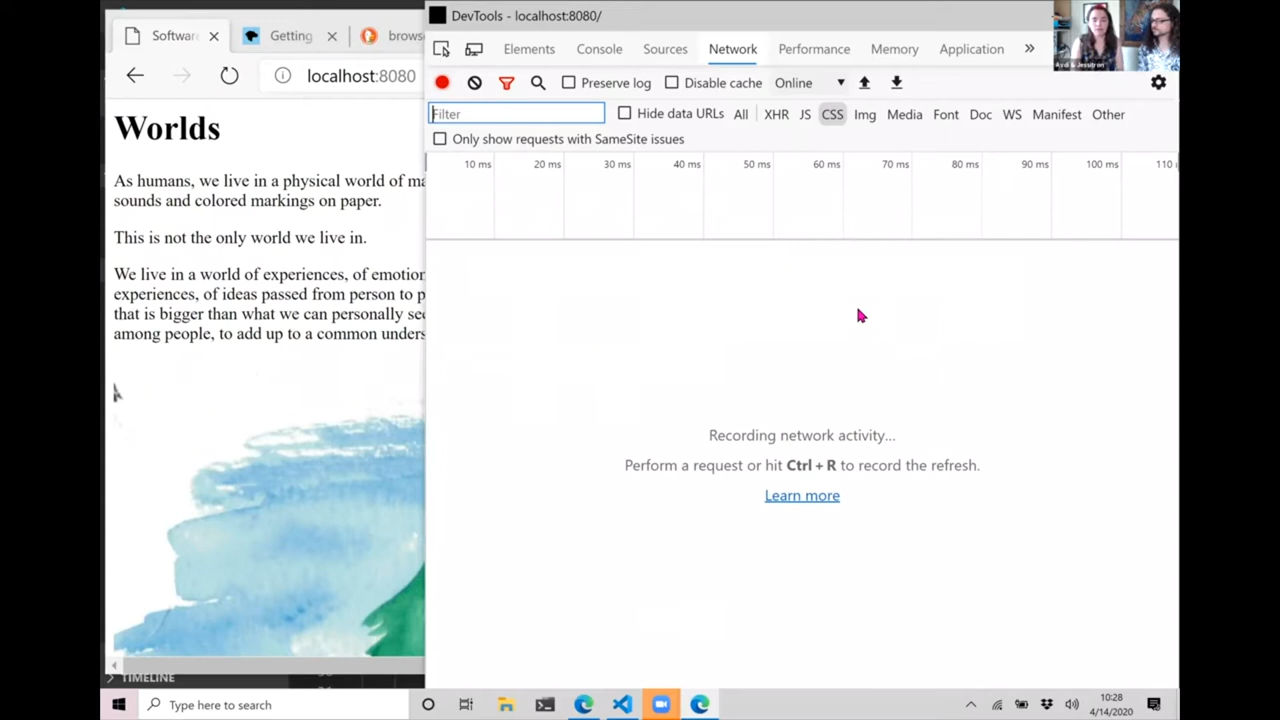 DevTools - localhost:8080/
Software
Getting
brows
Elements
Console
Sources
Network
Performance
Memory
Application
»
localhost:8080
Preserve log
Disable cache
Online
Filter
Hide data URLs
All
XHR
JS
CSS
Img
Media
Font
Doc
WS
Manifest
Other
Only show requests with SameSite issues
10 ms
20 ms
30 ms
40 ms
50 ms
60 ms
70 ms
80 ms
90 ms
100 ms
110
Worlds
As humans, we live in a physical world of ma
sounds and colored markings on paper.
This is not the only world we live in.
We live in a world of experiences, of emotion
experiences, of ideas passed from person to p
that is bigger than what we can personally see
among people, to add up to a common unders
Recording network activity...
Perform a request or hit Ctrl + R to record the refresh.
Learn more
TIMELINE
Type here to search
10:28
4/14/2020